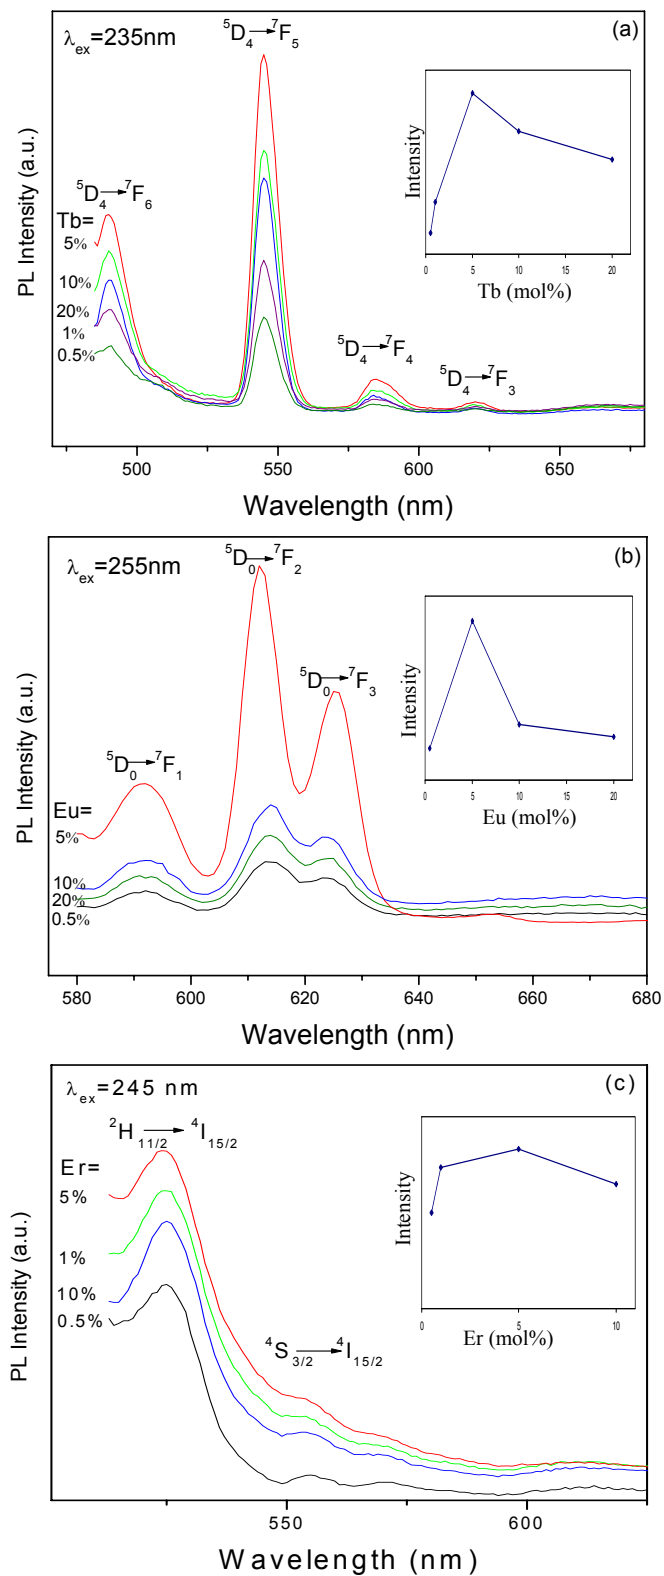 λex=235nm
⁵D₄→⁷F₅
(a)
⁵D₄→⁷F₆
Tb=
5%
10%
20%
1%
0.5%
⁵D₄→⁷F₄
⁵D₄→⁷F₃
PL Intensity (a.u.)
Intensity
0 5 10 15 20
Tb (mol%)
500 550 600 650
Wavelength (nm)
λex=255nm
⁵D₀→⁷F₂
(b)
⁵D₀→⁷F₃
⁵D₀→⁷F₁
Eu=
5%
10%
20%
0.5%
PL Intensity (a.u.)
Intensity
0 5 10 15 20
Eu (mol%)
580 600 620 640 660 680
Wavelength (nm)
λex=245 nm
(c)
²H₁₁/₂→⁴I₁₅/₂
Er=
5%
1%
10%
0.5%
⁴S₃/₂→⁴I₁₅/₂
PL Intensity (a.u.)
Intensity
0 5 10
Er (mol%)
550 600
Wavelength (nm)